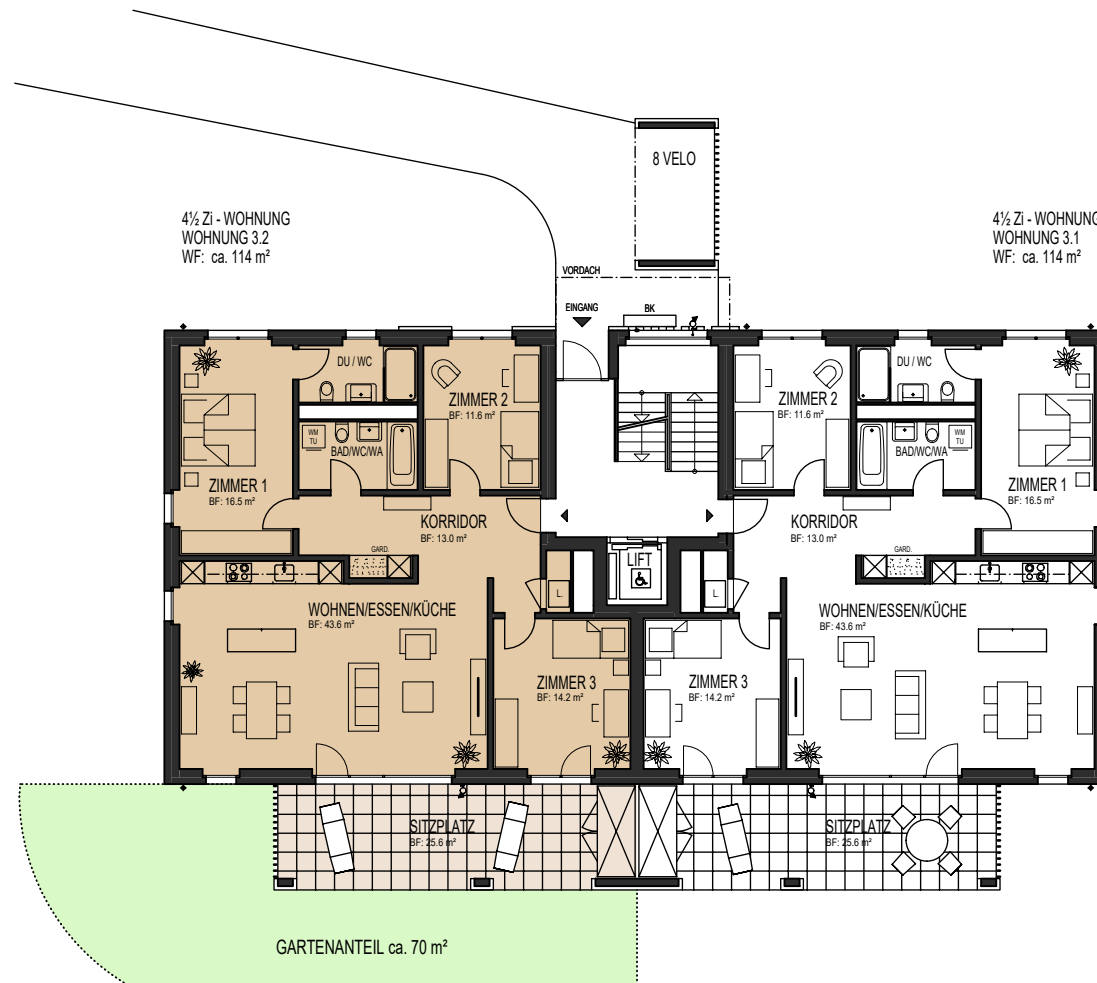 8 VELO
4½ Zi - WOHNUNG
WOHNUNG 3.2
WF: ca. 114 m²
4½ Zi - WOHNUNG
WOHNUNG 3.1
WF: ca. 114 m²
VORDACH
EINGANG
BK
DU / WC
ZIMMER 2
BF: 11.6 m²
WM
TU
BAD/WC/WA
ZIMMER 1
BF: 16.5 m²
KORRIDOR
BF: 13.0 m²
GARD.
LIFT
L
WOHNEN/ESSEN/KÜCHE
BF: 43.6 m²
ZIMMER 3
BF: 14.2 m²
SITZPLATZ
BF: 25.6 m²
DU / WC
ZIMMER 2
BF: 11.6 m²
WM
TU
BAD/WC/WA
ZIMMER 1
BF: 16.5 m²
KORRIDOR
BF: 13.0 m²
GARD.
L
WOHNEN/ESSEN/KÜCHE
BF: 43.6 m²
ZIMMER 3
BF: 14.2 m²
SITZPLATZ
BF: 25.6 m²
GARTENANTEIL ca. 70 m²